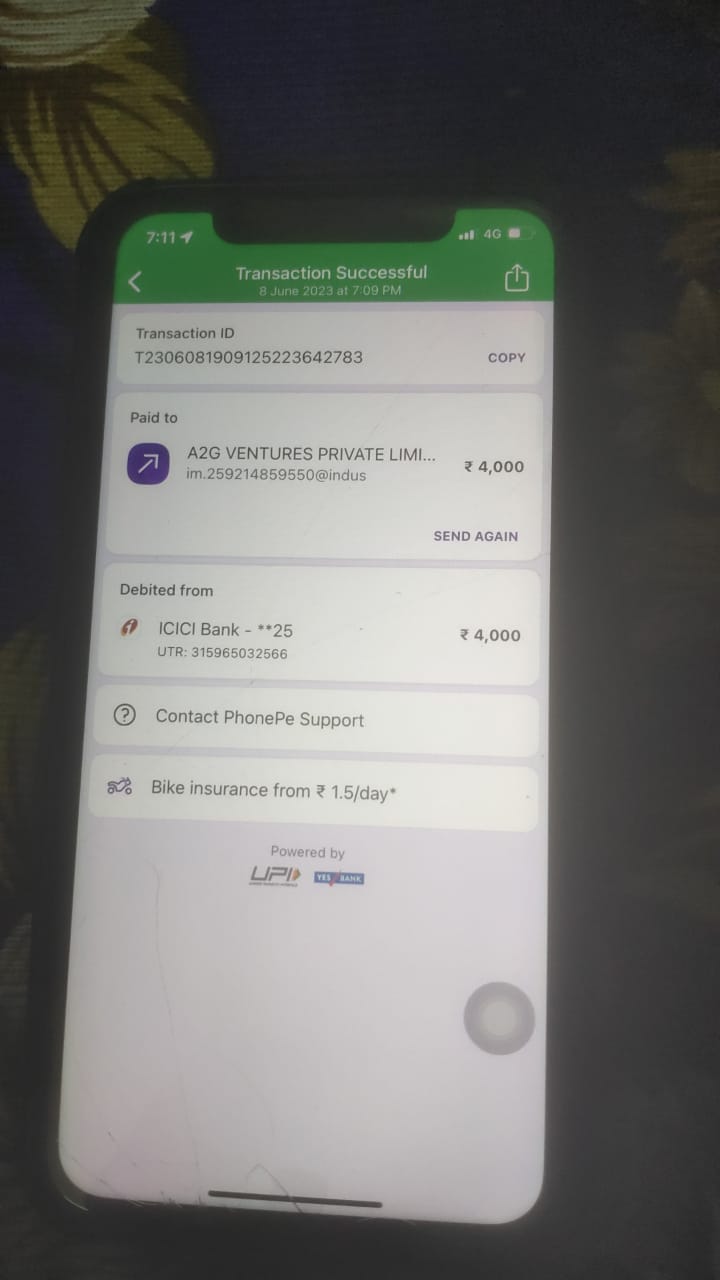 7:11 4G
Transaction Successful
8 June 2023 at 7:09 PM
Transaction ID
T2306081909125223642783 COPY
Paid to
A2G VENTURES PRIVATE LIMI... ₹ 4,000
im.259214859550@indus
SEND AGAIN
Debited from
ICICI Bank - **25 ₹ 4,000
UTR: 315965032566
Contact PhonePe Support
Bike insurance from ₹ 1.5/day*
Powered by
UPI YES BANK